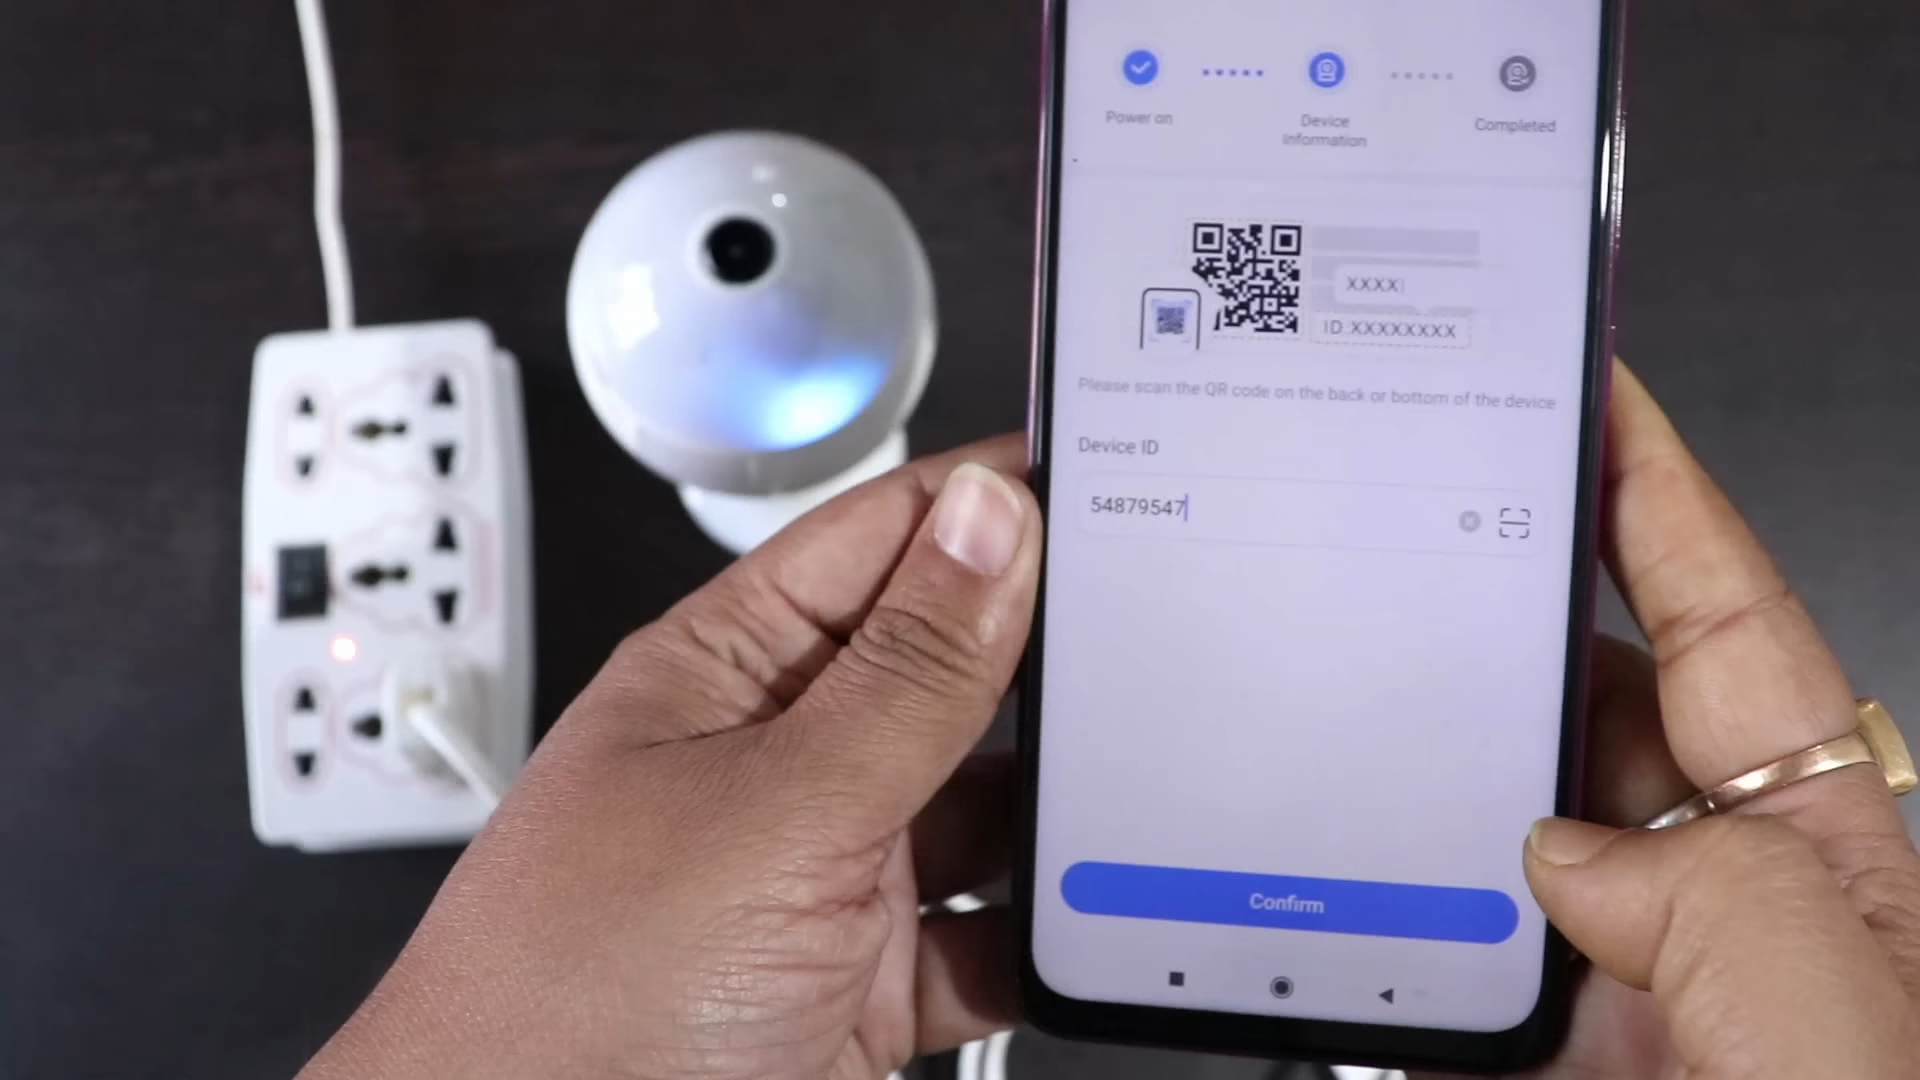 Power on
Device
Information
Completed
XXXX
ID:XXXXXXXX
Please scan the QR code on the back or bottom of the device
Device ID
54879547
Confirm